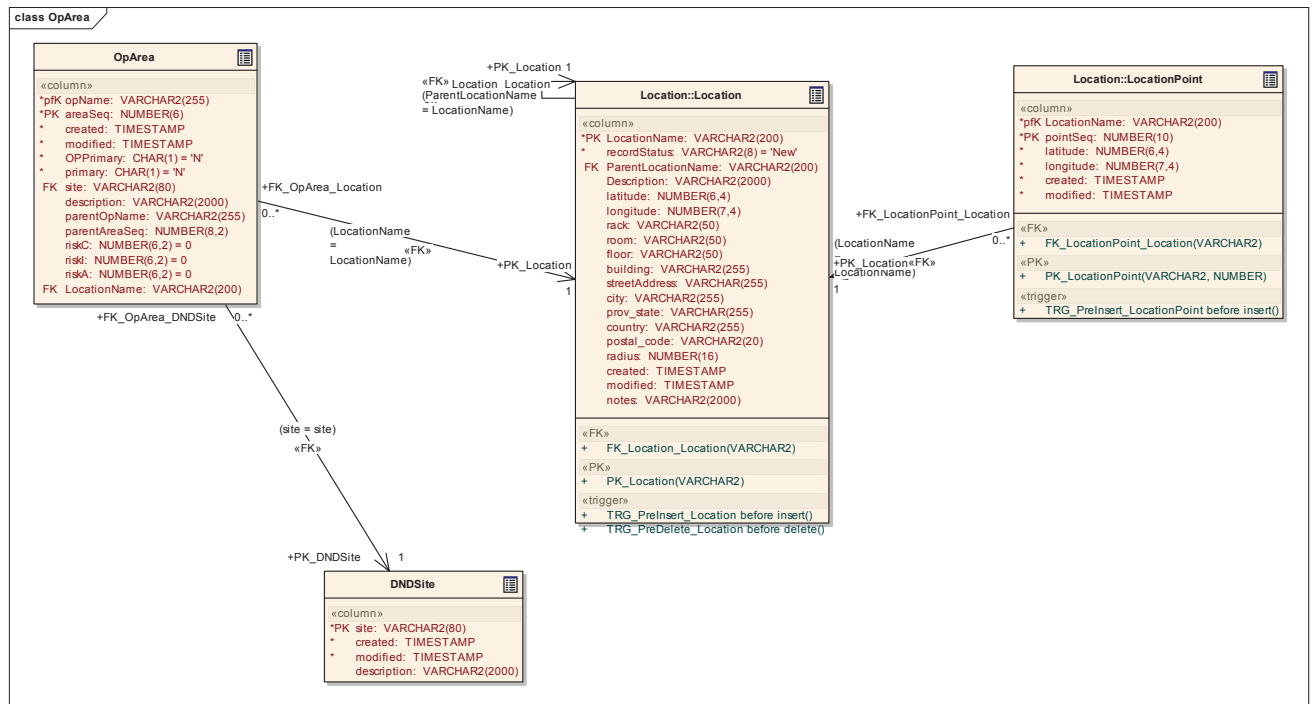 class OpArea
OpArea
«column»
*pfK opName: VARCHAR2(255)
*PK areaSeq: NUMBER(6)
* created: TIMESTAMP
* modified: TIMESTAMP
* OPPrimary: CHAR(1) = 'N'
* primary: CHAR(1) = 'N'
FK site: VARCHAR2(80)
description: VARCHAR2(2000)
parentOpName: VARCHAR2(255)
parentAreaSeq: NUMBER(8,2)
riskC: NUMBER(6,2) = 0
riskI: NUMBER(6,2) = 0
riskA: NUMBER(6,2) = 0
FK LocationName: VARCHAR2(200)
+FK_OpArea_Location
0..*
(LocationName
=
LocationName)
«FK»
+PK_Location
1
+FK_OpArea_DNDSite
0..*
(site = site)
«FK»
+PK_DNDSite
1
+PK_Location 1
«FK» Location_Location
(ParentLocationName
= LocationName)
Location::Location
«column»
*PK LocationName: VARCHAR2(200)
* recordStatus: VARCHAR2(8) = 'New'
FK ParentLocationName: VARCHAR2(200)
Description: VARCHAR2(2000)
latitude: NUMBER(6,4)
longitude: NUMBER(7,4)
rack: VARCHAR2(50)
room: VARCHAR2(50)
floor: VARCHAR2(50)
building: VARCHAR2(255)
streetAddress: VARCHAR(255)
city: VARCHAR2(255)
prov_state: VARCHAR(255)
country: VARCHAR2(255)
postal_code: VARCHAR2(20)
radius: NUMBER(16)
created: TIMESTAMP
modified: TIMESTAMP
notes: VARCHAR2(2000)
«FK»
+ FK_Location_Location(VARCHAR2)
«PK»
+ PK_Location(VARCHAR2)
«trigger»
+ TRG_PreInsert_Location before insert()
+ TRG_PreDelete_Location before delete()
+FK_LocationPoint_Location
0..*
(LocationName
+PK_Location «FK»
LocationName)
1
Location::LocationPoint
«column»
*pfK LocationName: VARCHAR2(200)
*PK pointSeq: NUMBER(10)
* latitude: NUMBER(6,4)
* longitude: NUMBER(7,4)
* created: TIMESTAMP
* modified: TIMESTAMP
«FK»
+ FK_LocationPoint_Location(VARCHAR2)
«PK»
+ PK_LocationPoint(VARCHAR2, NUMBER)
«trigger»
+ TRG_PreInsert_LocationPoint before insert()
DNDSite
«column»
*PK site: VARCHAR2(80)
* created: TIMESTAMP
* modified: TIMESTAMP
description: VARCHAR2(2000)